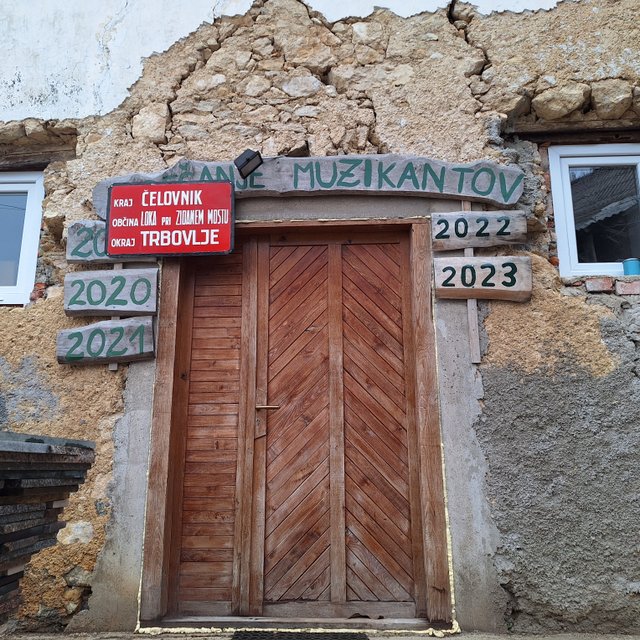 MUZIKANTOV
KRAJ ČELOVNIK
OBČINA LOKA PRI ZIDANEM MOSTU
OKRAJ TRBOVLJE
2020
2021
2022
2023